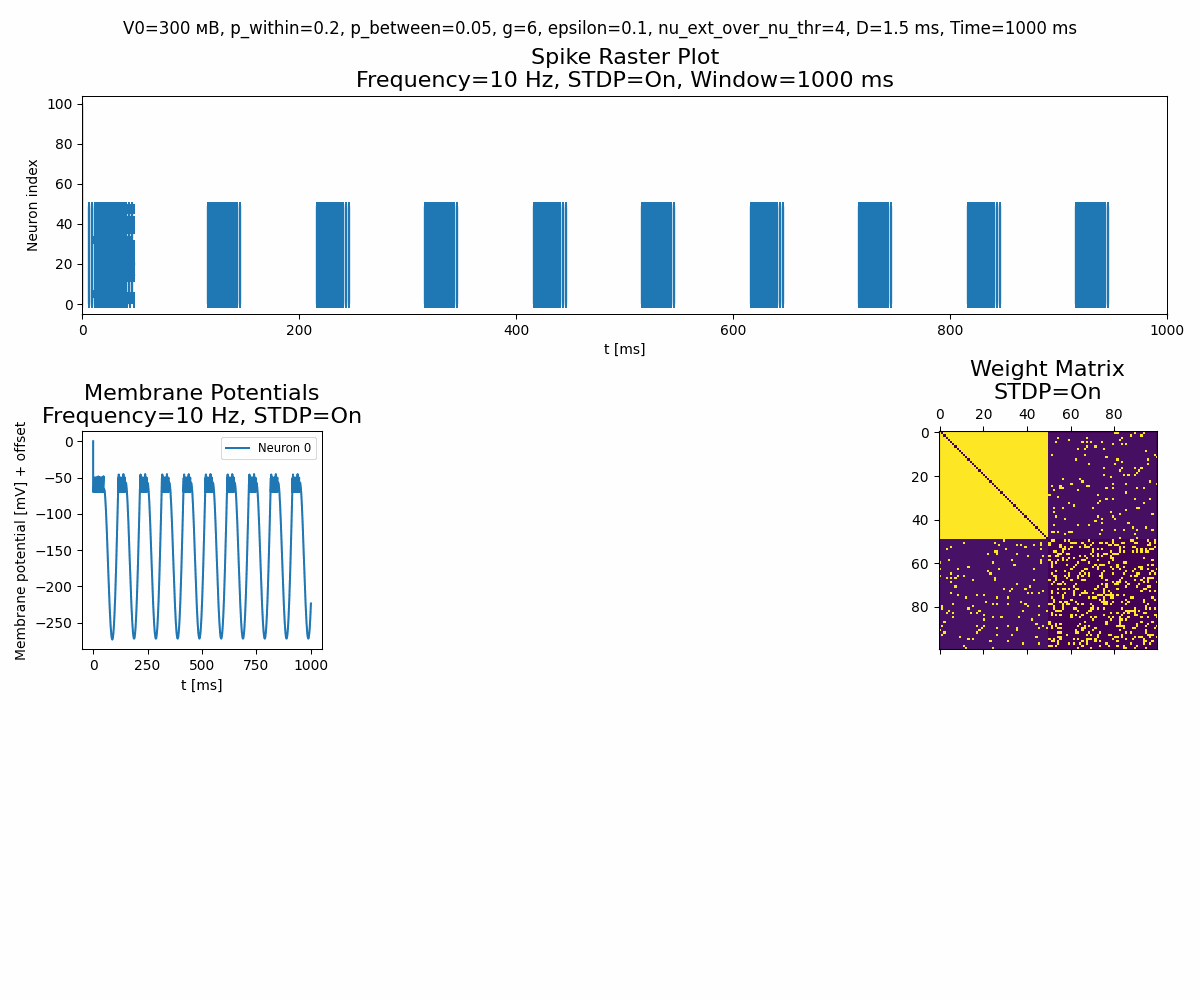 V0=300 мВ, p_within=0.2, p_between=0.05, g=6, epsilon=0.1, nu_ext_over_nu_thr=4, D=1.5 ms, Time=1000 ms
Spike Raster Plot
Frequency=10 Hz, STDP=On, Window=1000 ms
100
80
60
40
20
0
Neuron index
0 200 400 600 800 1000
t [ms]
Membrane Potentials
Frequency=10 Hz, STDP=On
0
−50
−100
−150
−200
−250
Membrane potential [mV] + offset
Neuron 0
0 250 500 750 1000
t [ms]
Weight Matrix
STDP=On
0 20 40 60 80
0
20
40
60
80